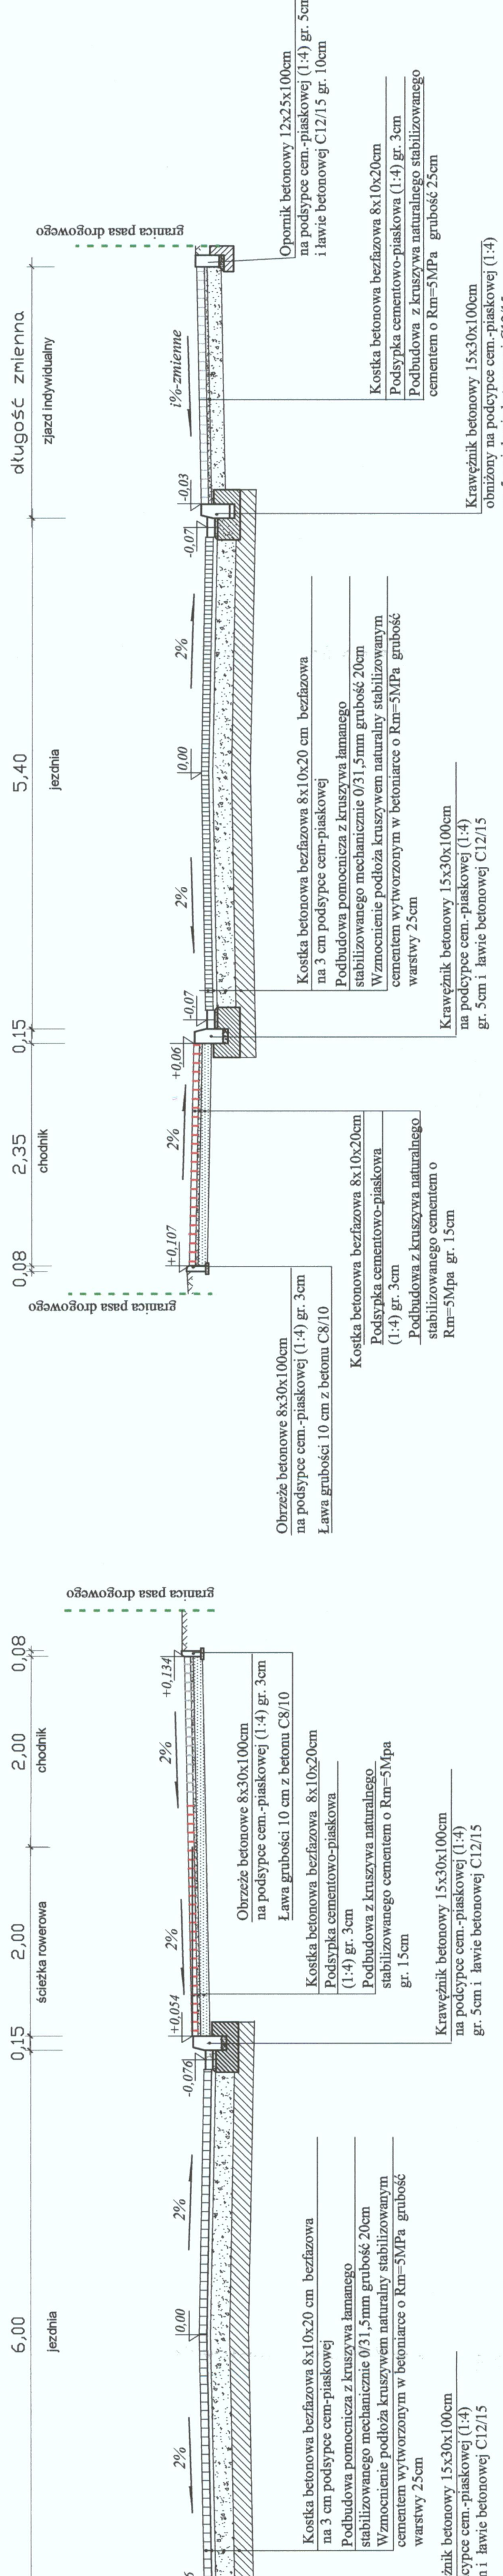 6,00
jezdnia
0,15
2,00
ścieżka rowerowa
2,00
chodnik
0,08
granica pasa drogowego
2%
0,00
2%
-0,076
+0,054
2%
2%
+0,134
Kostka betonowa bezfazowa 8x10x20 cm bezfazowa
na 3 cm podsypce cem-piaskowej
Podbudowa pomocnicza z kruszywa łamanego
stabilizowanego mechanicznie 0/31,5mm grubość 20cm
Wzmocnienie podłoża kruszywem naturalny stabilizowanym
cementem wytworzonym w betoniarce o Rm=5MPa grubość
warstwy 25cm
Obrzeże betonowe 8x30x100cm
na podsypce cem.-piaskowej (1:4) gr. 3cm
Ława grubości 10 cm z betonu C8/10
Kostka betonowa bezfazowa 8x10x20cm
Podsypka cementowo-piaskowa
(1:4) gr. 3cm
Podbudowa z kruszywa naturalnego
stabilizowanego cementem o Rm=5Mpa
gr. 15cm
Krawężnik betonowy 15x30x100cm
na podcypce cem.-piaskowej (1:4)
gr. 5cm i ławie betonowej C12/15
betonowy 15x30x100cm
cem.-piaskowej (1:4)
i ławie betonowej C12/15
0,08
2,35
chodnik
0,15
5,40
jezdnia
długość zmienna
zjazd indywidualny
granica pasa drogowego
granica pasa drogowego
+0,107
2%
+0,06
-0,07
2%
0,00
2%
-0,07
-0,03
i%-zmienne
Obrzeże betonowe 8x30x100cm
na podsypce cem.-piaskowej (1:4) gr. 3cm
Ława grubości 10 cm z betonu C8/10
Kostka betonowa bezfazowa 8x10x20cm
Podsypka cementowo-piaskowa
(1:4) gr. 3cm
Podbudowa z kruszywa naturalnego
stabilizowanego cementem o
Rm=5Mpa gr. 15cm
Kostka betonowa bezfazowa 8x10x20 cm bezfazowa
na 3 cm podsypce cem-piaskowej
Podbudowa pomocnicza z kruszywa łamanego
stabilizowanego mechanicznie 0/31,5mm grubość 20cm
Wzmocnienie podłoża kruszywem naturalny stabilizowanym
cementem wytworzonym w betoniarce o Rm=5MPa grubość
warstwy 25cm
Krawężnik betonowy 15x30x100cm
na podcypce cem.-piaskowej (1:4)
gr. 5cm i ławie betonowej C12/15
Opornik betonowy 12x25x100cm
na podsypce cem.-piaskowej (1:4) gr. 5cm
i ławie betonowej C12/15 gr. 10cm
Kostka betonowa bezfazowa 8x10x20cm
Podsypka cementowo-piaskowa (1:4) gr. 3cm
Podbudowa z kruszywa naturalnego stabilizowanego
cementem o Rm=5MPa grubość 25cm
Krawężnik betonowy 15x30x100cm
obniżony na podcypce cem.-piaskowej (1:4)